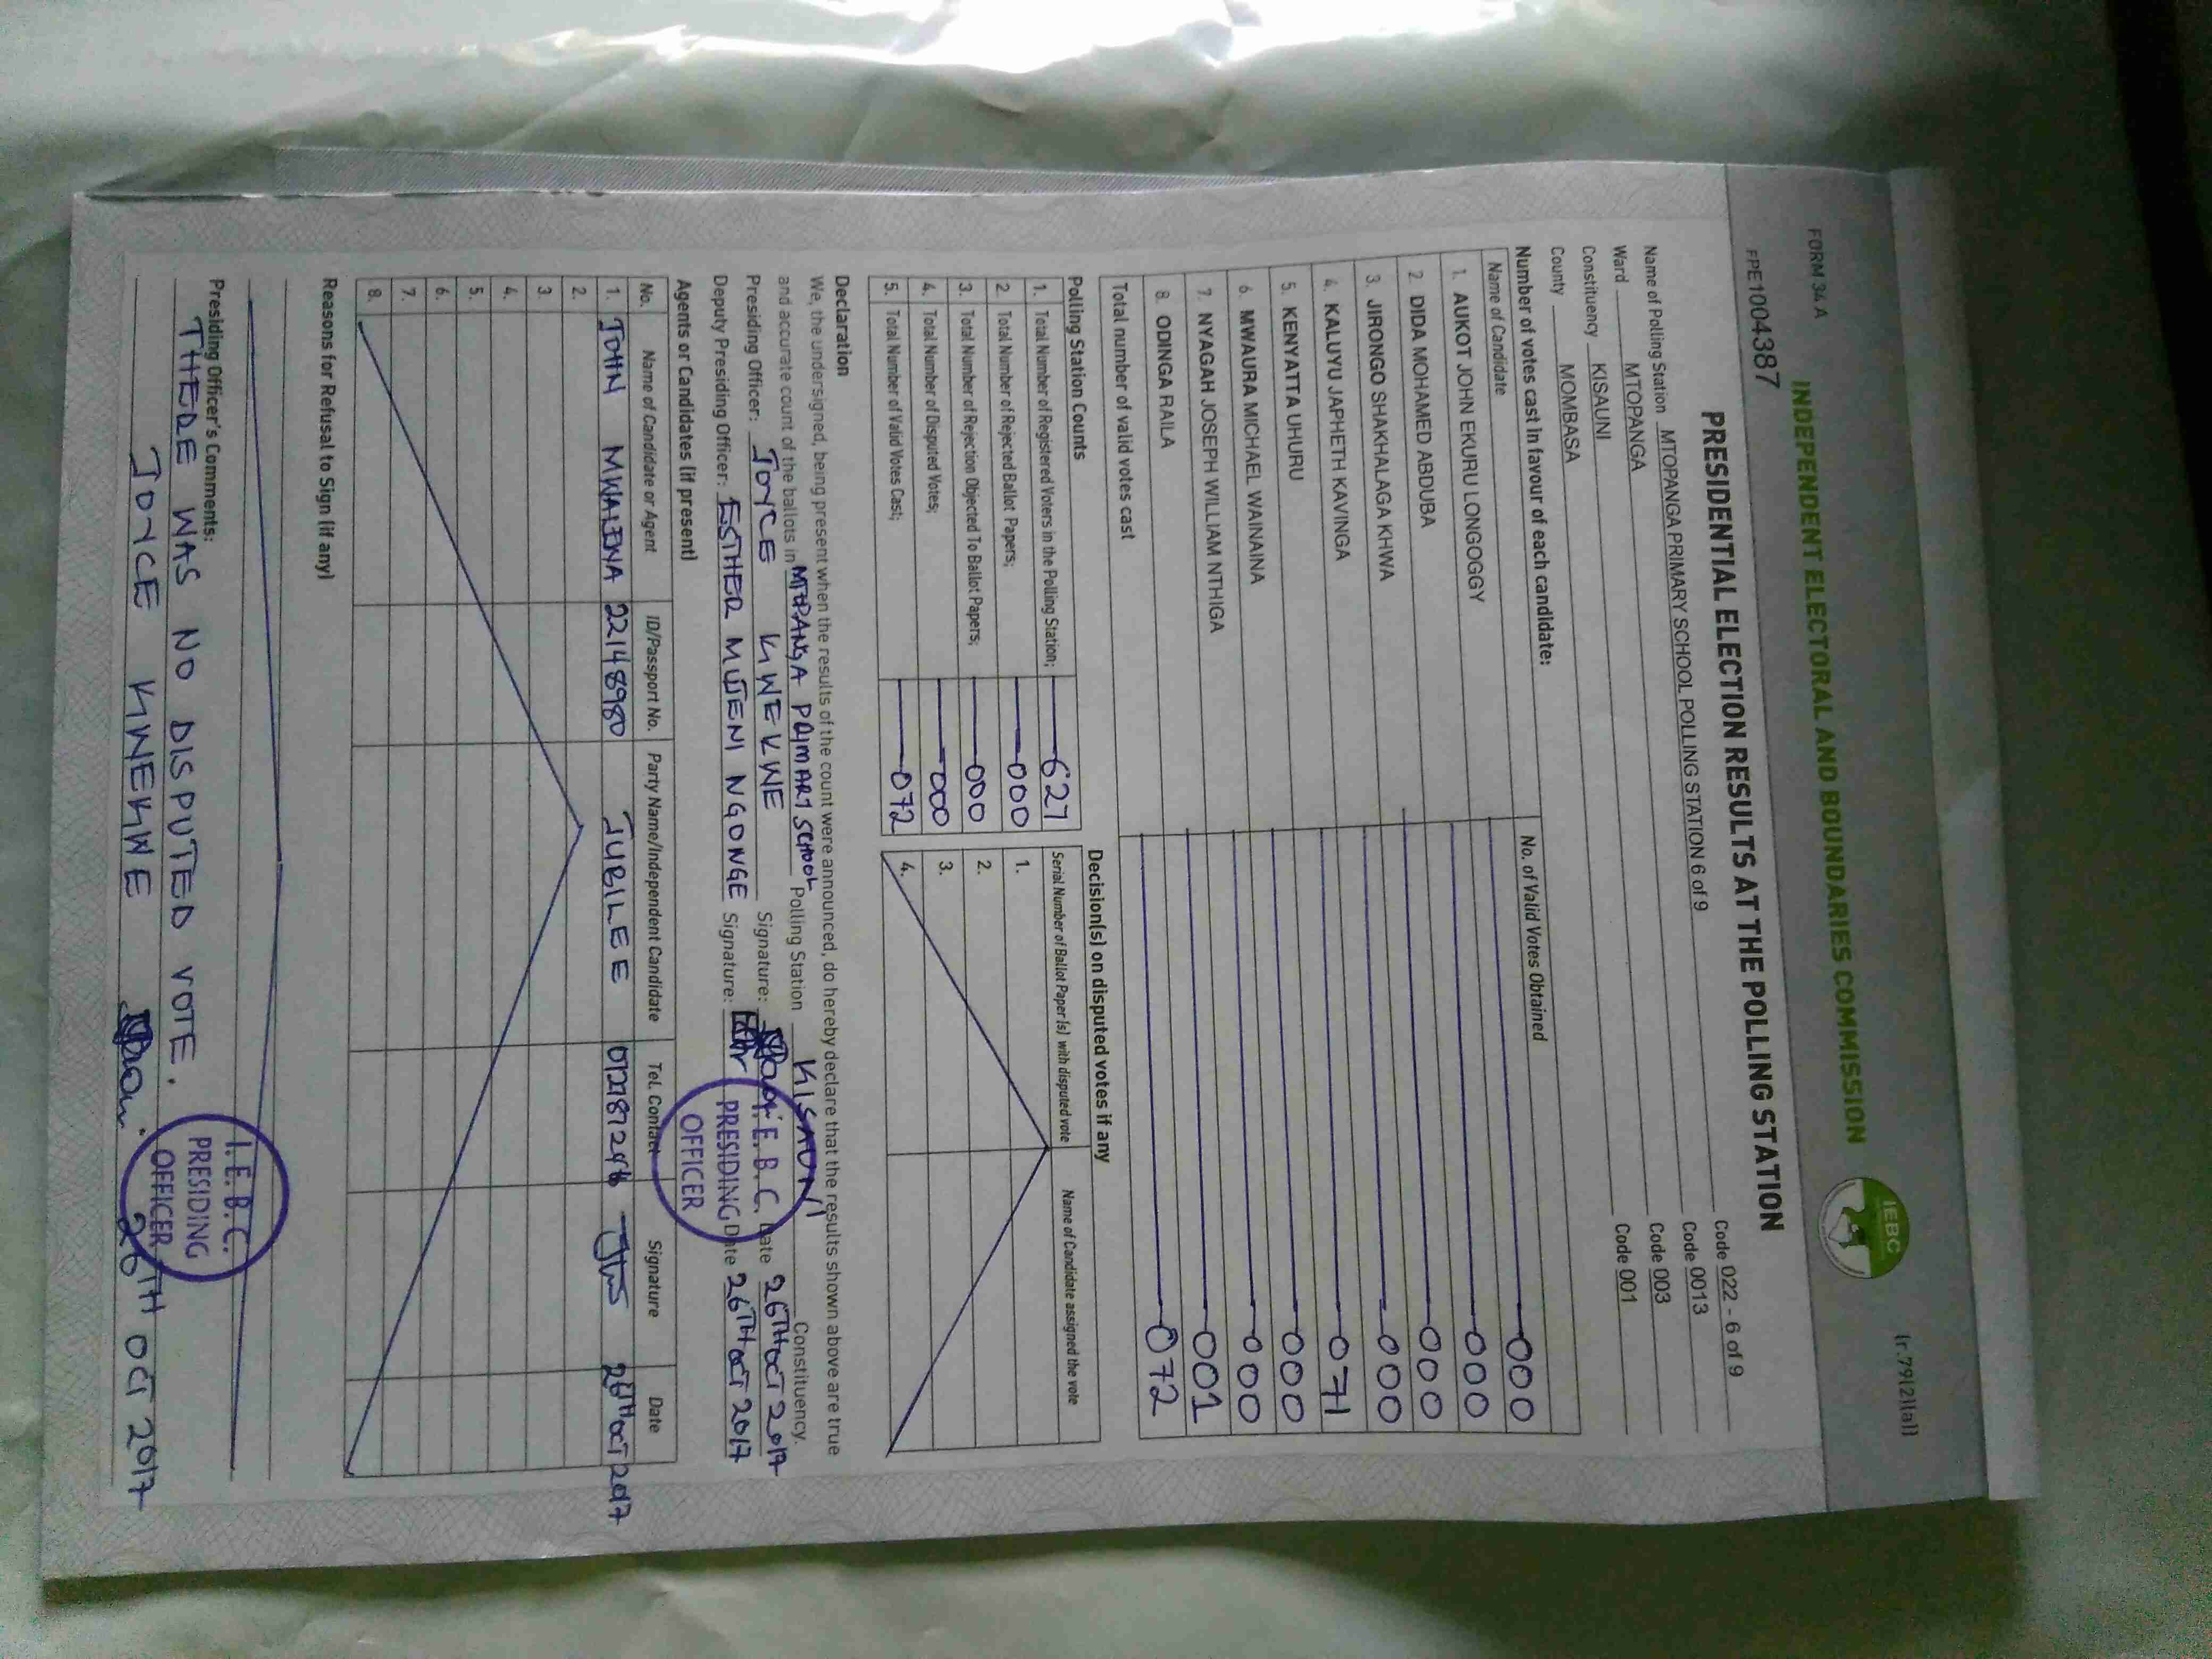 FORM 34 A
(r.79(2)(a))
INDEPENDENT ELECTORAL AND BOUNDARIES COMMISSION
IEBC
FPE1004387
PRESIDENTIAL ELECTION RESULTS AT THE POLLING STATION
Name of Polling Station MTOPANGA PRIMARY SCHOOL POLLING STATION 6 of 9 Code 022 - 6 of 9
Ward MTOPANGA Code 0013
Constituency KISAUNI Code 003
County MOMBASA Code 001
Number of votes cast in favour of each candidate:
Name of Candidate No. of Valid Votes Obtained
1. AUKOT JOHN EKURU LONGOGGY 000
2. DIDA MOHAMED ABDUBA 000
3. JIRONGO SHAKHALAGA KHWA 000
4. KALUYU JAPHETH KAVINGA 000
5. KENYATTA UHURU 071
6. MWAURA MICHAEL WAINAINA 000
7. NYAGAH JOSEPH WILLIAM NTHIGA 000
8. ODINGA RAILA 001
Total number of valid votes cast 072
Polling Station Counts
1. Total Number of Registered Voters in the Polling Station; 627
2. Total Number of Rejected Ballot Papers; 000
3. Total Number of Rejection Objected To Ballot Papers; 000
4. Total Number of Disputed Votes; 000
5. Total Number of Valid Votes Cast; 072
Decision(s) on disputed votes if any
Serial Number of Ballot Paper (s) with disputed vote Name of Candidate assigned the vote
1.
2.
3.
4.
Declaration
We, the undersigned, being present when the results of the count were announced, do hereby declare that the results shown above are true
and accurate count of the ballots in MTOPANGA PRIMARY SCHOOL Polling Station KISAUNI Constituency.
Presiding Officer: JOYCE KWEKWE Signature: Date 26TH OCT 2017
Deputy Presiding Officer: ESTHER MUENI NGONGE Signature: Date 26TH OCT 2017
I.E.B.C.
PRESIDING
OFFICER
Agents or Candidates (if present)
No. Name of Candidate or Agent ID/Passport No. Party Name/Independent Candidate Tel. Contact Signature Date
1. JOHN MWALIWA 22148980 JUBILEE 26TH OCT 2017
2.
3.
4.
5.
6.
7.
8.
Reasons for Refusal to Sign (if any)
Presiding Officer's Comments:
THERE WAS NO DISPUTED VOTE.
JOYCE KWEKWE 26TH OCT 2017
I.E.B.C.
PRESIDING
OFFICER